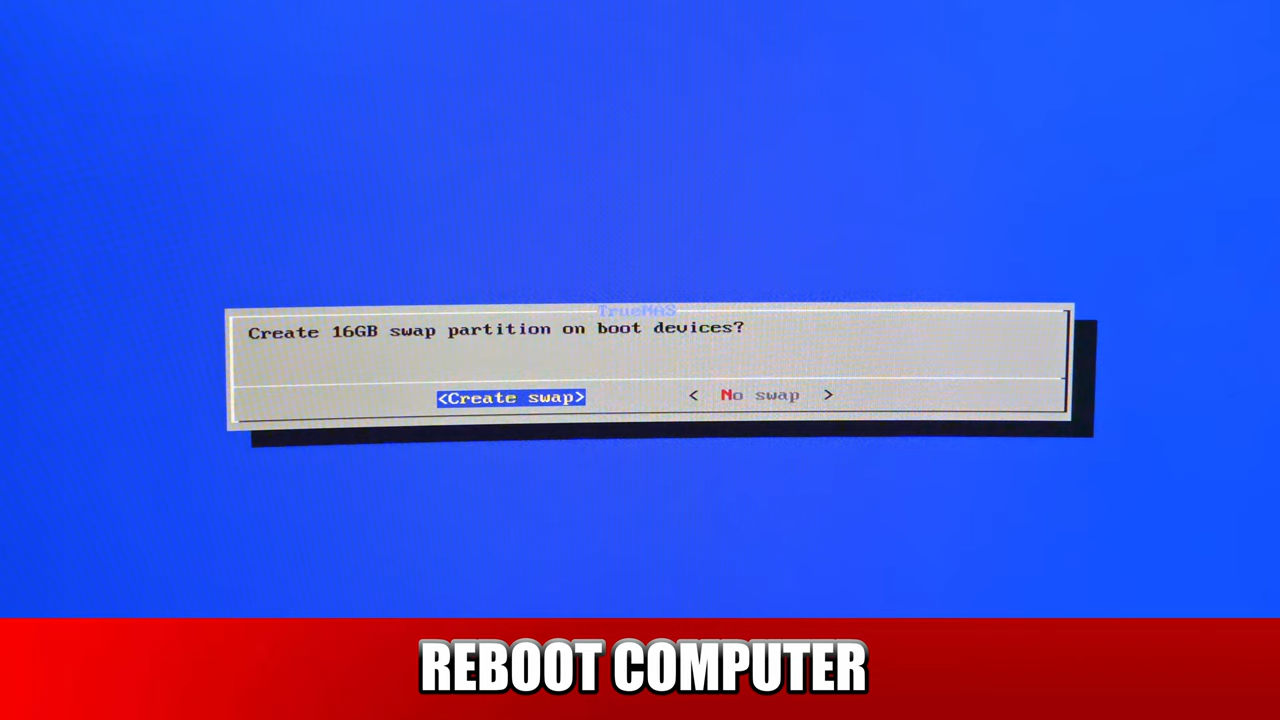 TrueNAS
Create 16GB swap partition on boot devices?
<Create swap> < No swap >
REBOOT COMPUTER